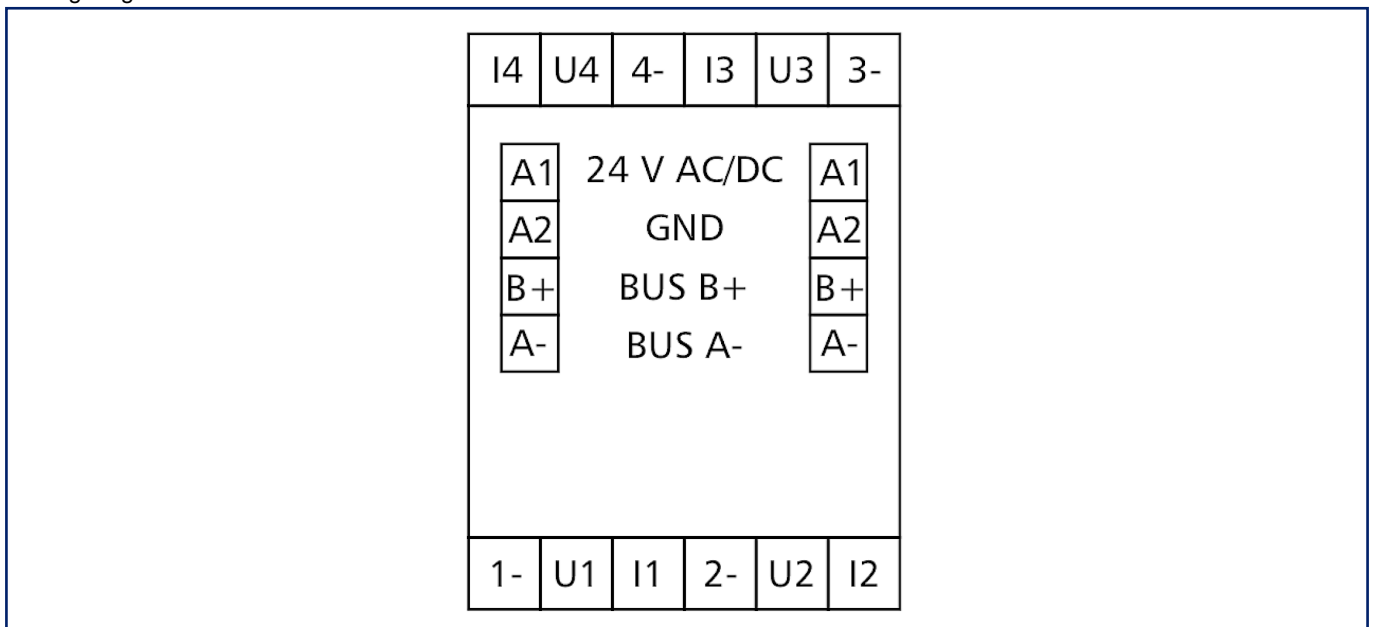 I4 U4 4- I3 U3 3-
A1 24 V AC/DC A1
A2 GND A2
B+ BUS B+ B+
A- BUS A- A-
1- U1 I1 2- U2 I2